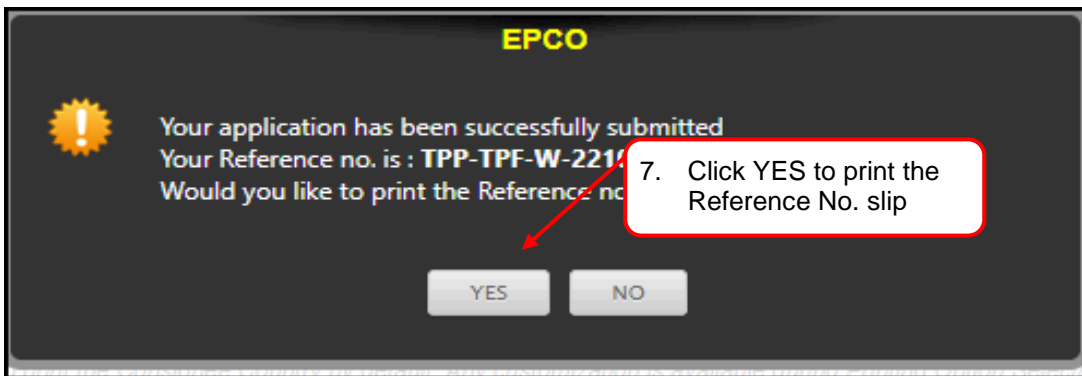 EPCO
Your application has been successfully submitted
Your Reference no. is : TPP-TPF-W-221
Would you like to print the Reference no
7. Click YES to print the
Reference No. slip
YES
NO